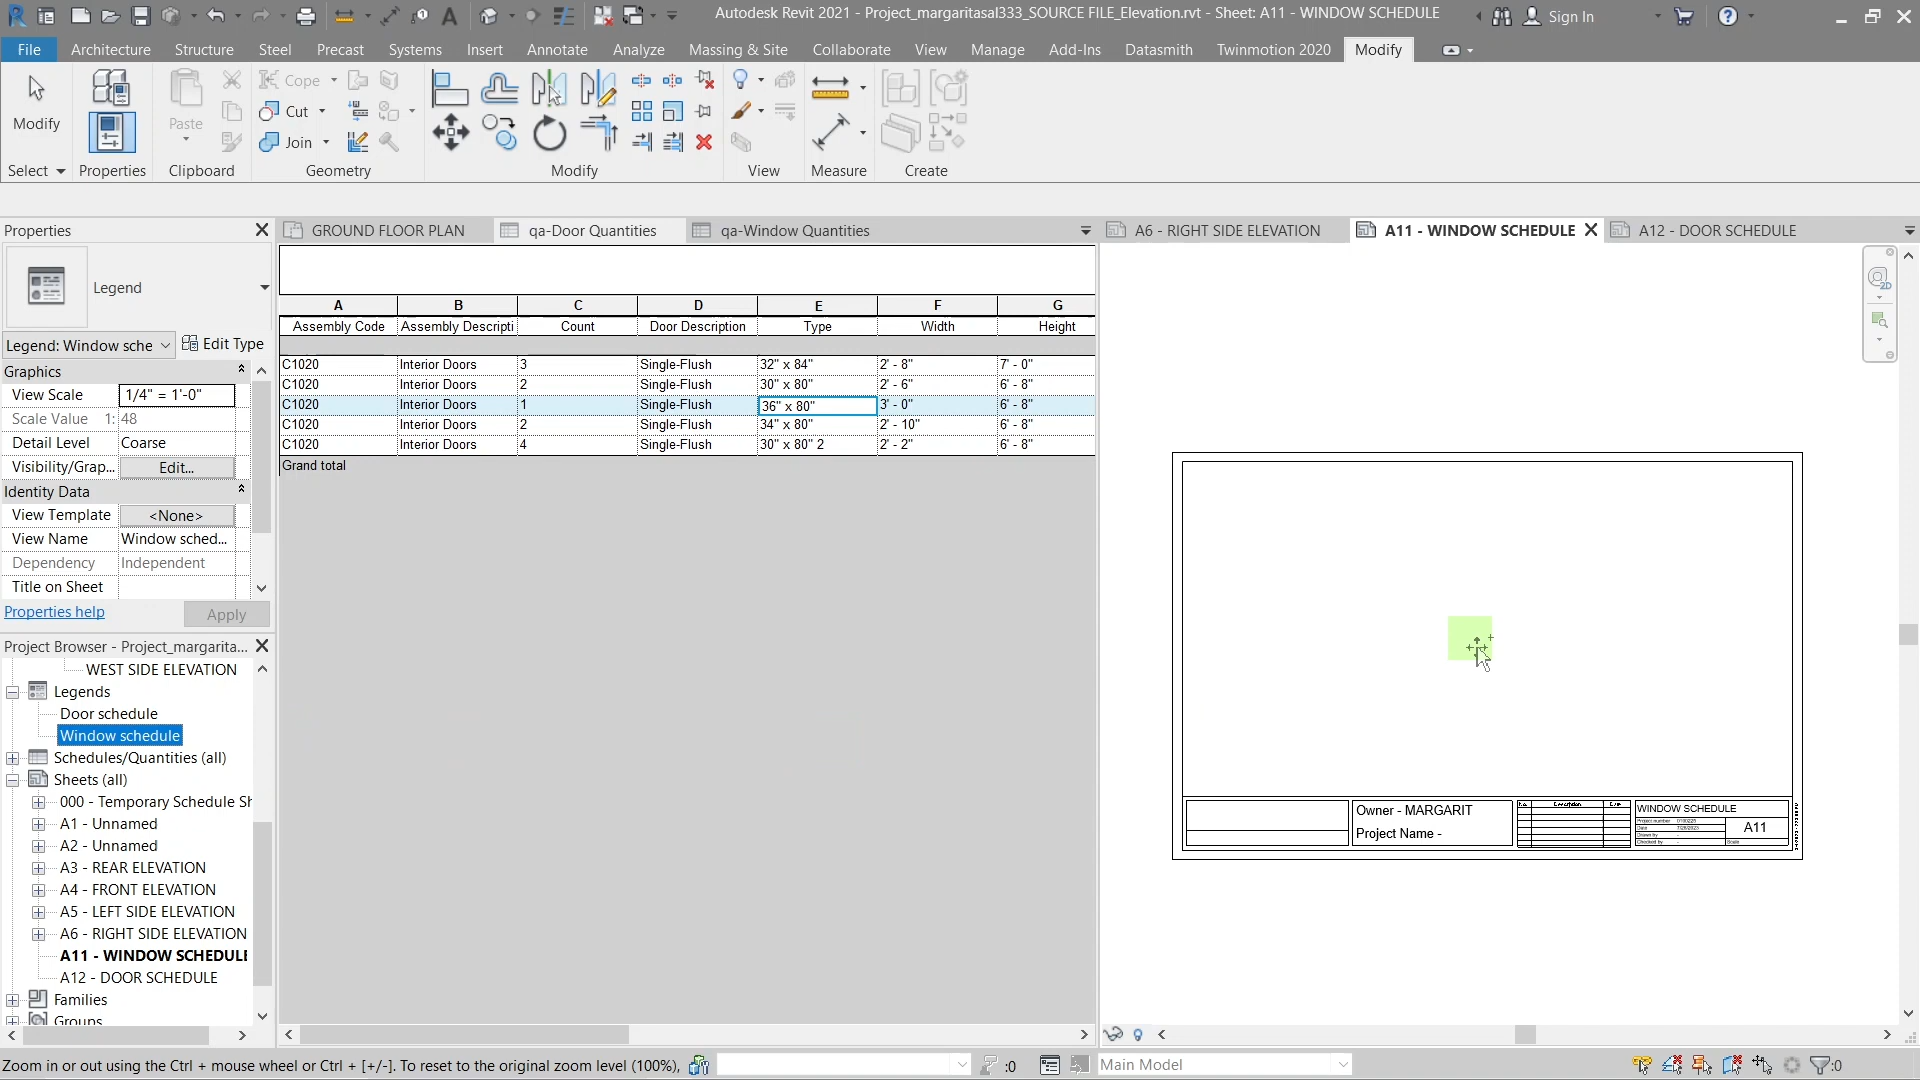 Autodesk Revit 2021 - Project_margaritasal333_SOURCE FILE_Elevation.rvt - Sheet: A11 - WINDOW SCHEDULE
Sign In
File Architecture Structure Steel Precast Systems Insert Annotate Analyze Massing & Site Collaborate View Manage Add-Ins Datasmith Twinmotion 2020 Modify
Modify
Paste
Cope
Cut
Join
Select Properties Clipboard Geometry Modify View Measure Create
Properties
Legend
Legend: Window sche
Edit Type
Graphics
View Scale 1/4" = 1'-0"
Scale Value 1: 48
Detail Level Coarse
Visibility/Grap... Edit...
Identity Data
View Template <None>
View Name Window sched...
Dependency Independent
Title on Sheet
Properties help
Apply
Project Browser - Project_margarita...
WEST SIDE ELEVATION
Legends
Door schedule
Window schedule
Schedules/Quantities (all)
Sheets (all)
000 - Temporary Schedule Sh
A1 - Unnamed
A2 - Unnamed
A3 - REAR ELEVATION
A4 - FRONT ELEVATION
A5 - LEFT SIDE ELEVATION
A6 - RIGHT SIDE ELEVATION
A11 - WINDOW SCHEDULE
A12 - DOOR SCHEDULE
Families
Groups
GROUND FLOOR PLAN
qa-Door Quantities
qa-Window Quantities
A B C D E F G
Assembly Code Assembly Descripti Count Door Description Type Width Height
C1020 Interior Doors 3 Single-Flush 32" x 84" 2' - 8" 7' - 0"
C1020 Interior Doors 2 Single-Flush 30" x 80" 2' - 6" 6' - 8"
C1020 Interior Doors 1 Single-Flush 36" x 80" 3' - 0" 6' - 8"
C1020 Interior Doors 2 Single-Flush 34" x 80" 2' - 10" 6' - 8"
C1020 Interior Doors 4 Single-Flush 30" x 80" 2 2' - 2" 6' - 8"
Grand total
A6 - RIGHT SIDE ELEVATION
A11 - WINDOW SCHEDULE
A12 - DOOR SCHEDULE
2D
Owner - MARGARIT
Project Name -
WINDOW SCHEDULE
A11
Zoom in or out using the Ctrl + mouse wheel or Ctrl + [+/-]. To reset to the original zoom level (100%),
:0
Main Model
:0